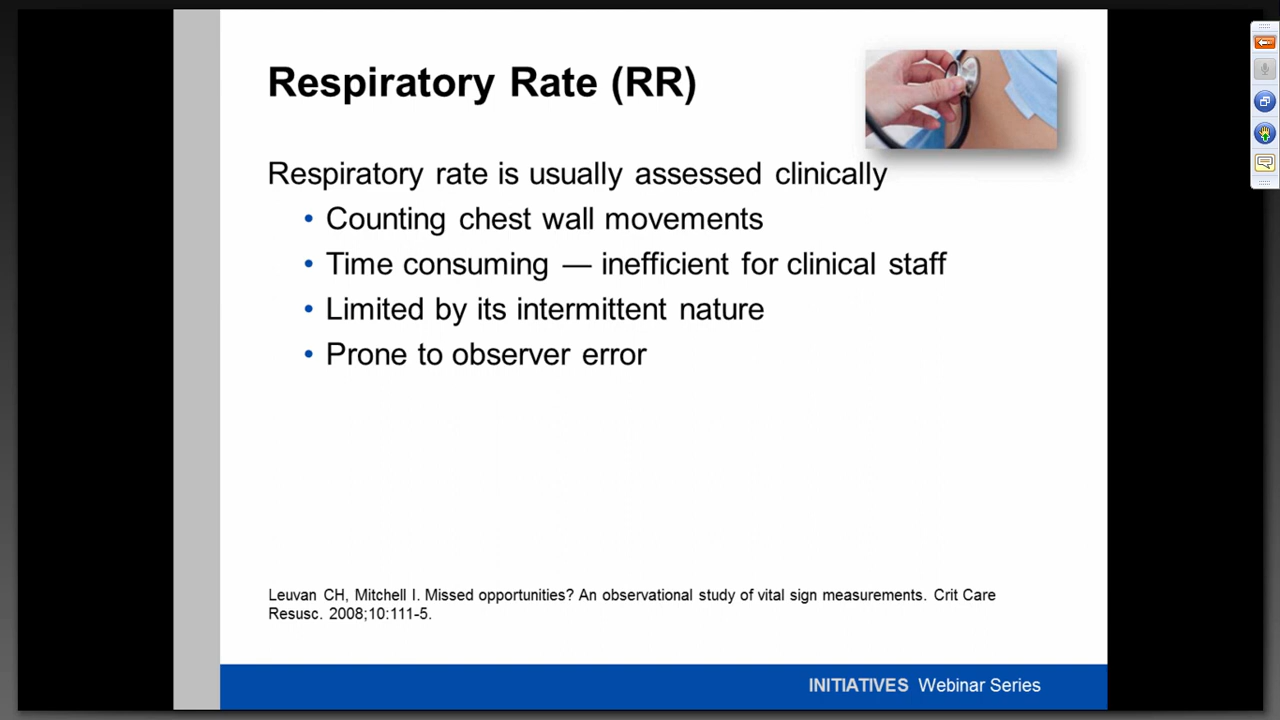 Respiratory Rate (RR)
Respiratory rate is usually assessed clinically
• Counting chest wall movements
• Time consuming — inefficient for clinical staff
• Limited by its intermittent nature
• Prone to observer error
Leuvan CH, Mitchell I. Missed opportunities? An observational study of vital sign measurements. Crit Care
Resusc. 2008;10:111-5.
INITIATIVES Webinar Series